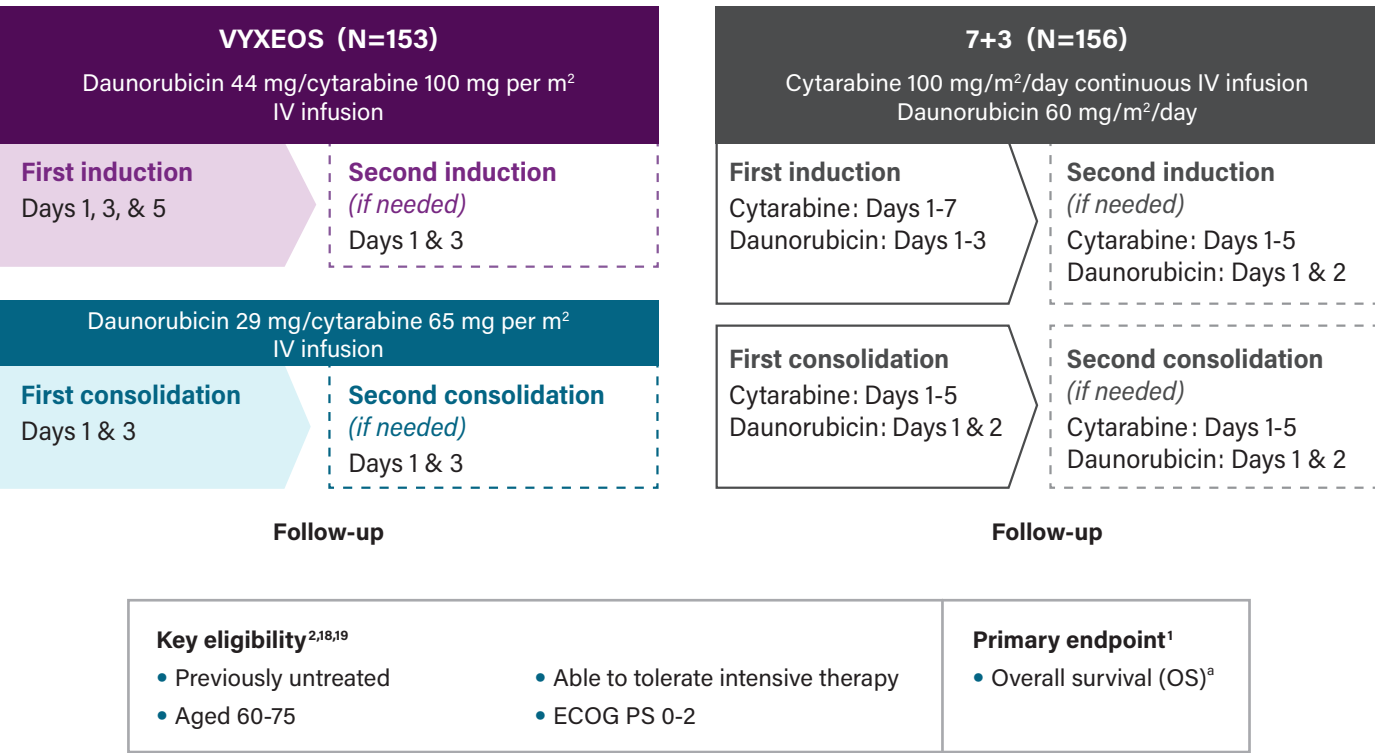 VYXEOS (N=153)
Daunorubicin 44 mg/cytarabine 100 mg per m²
IV infusion
First induction
Days 1, 3, & 5
Second induction
(if needed)
Days 1 & 3
Daunorubicin 29 mg/cytarabine 65 mg per m²
IV infusion
First consolidation
Days 1 & 3
Second consolidation
(if needed)
Days 1 & 3
Follow-up
7+3 (N=156)
Cytarabine 100 mg/m²/day continuous IV infusion
Daunorubicin 60 mg/m²/day
First induction
Cytarabine: Days 1-7
Daunorubicin: Days 1-3
Second induction
(if needed)
Cytarabine: Days 1-5
Daunorubicin: Days 1 & 2
First consolidation
Cytarabine: Days 1-5
Daunorubicin: Days 1 & 2
Second consolidation
(if needed)
Cytarabine: Days 1-5
Daunorubicin: Days 1 & 2
Follow-up
Key eligibility²,¹⁸,¹⁹
• Previously untreated
• Aged 60-75
• Able to tolerate intensive therapy
• ECOG PS 0-2
Primary endpoint¹
• Overall survival (OS)ᵃ